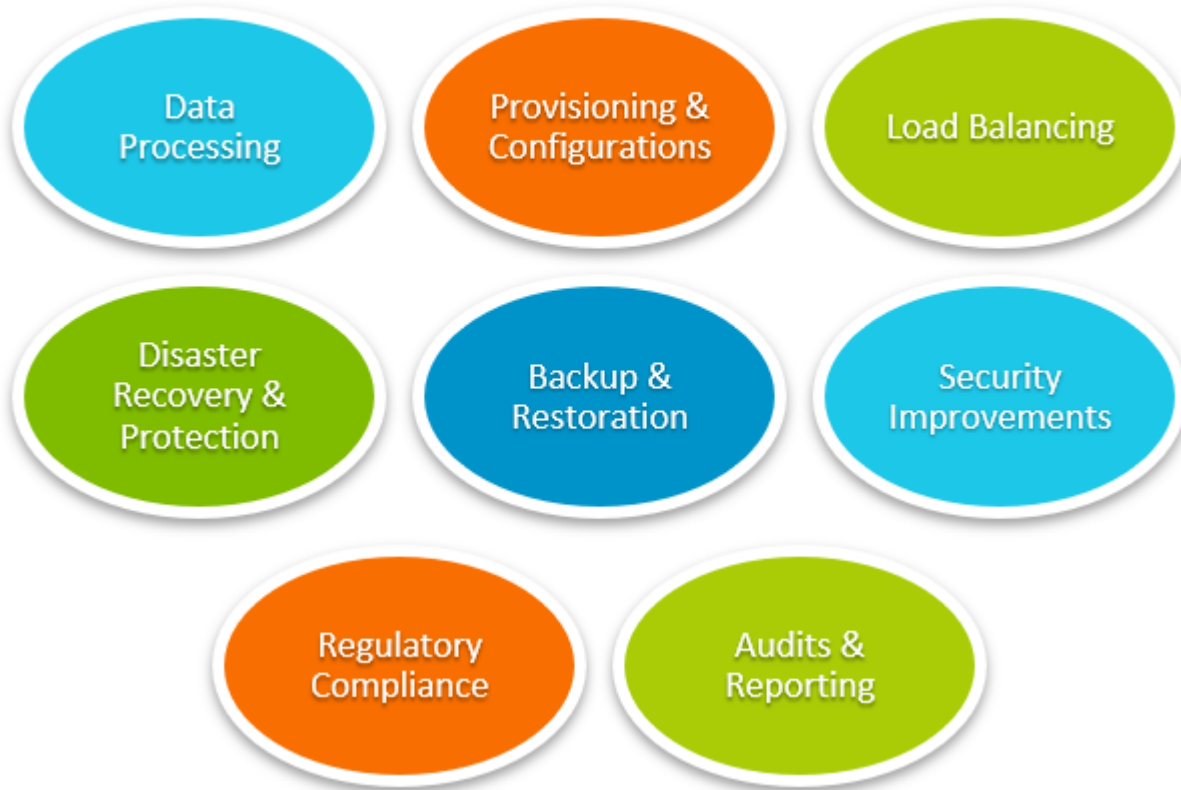 Data
Processing
Provisioning &
Configurations
Load Balancing
Disaster
Recovery &
Protection
Backup &
Restoration
Security
Improvements
Regulatory
Compliance
Audits &
Reporting